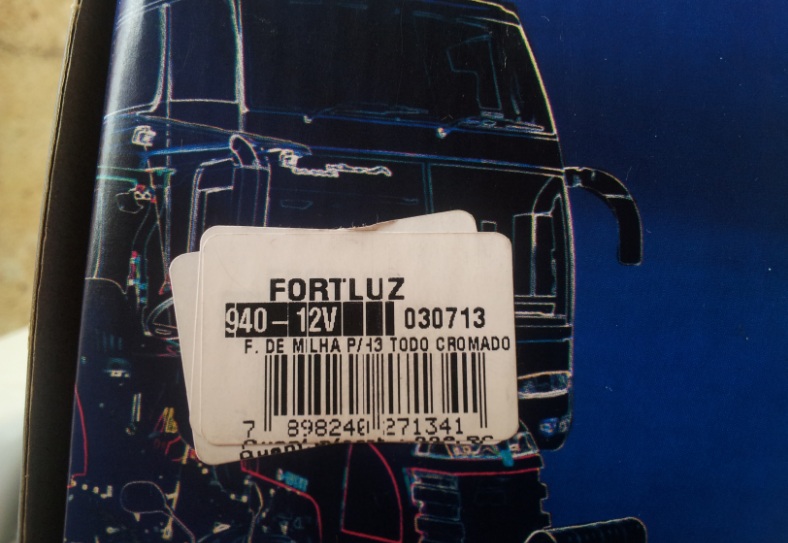 FORTLUZ
940-12V 030713
F. DE MILHA P/H3 TODO CROMADO
7 898240 271341